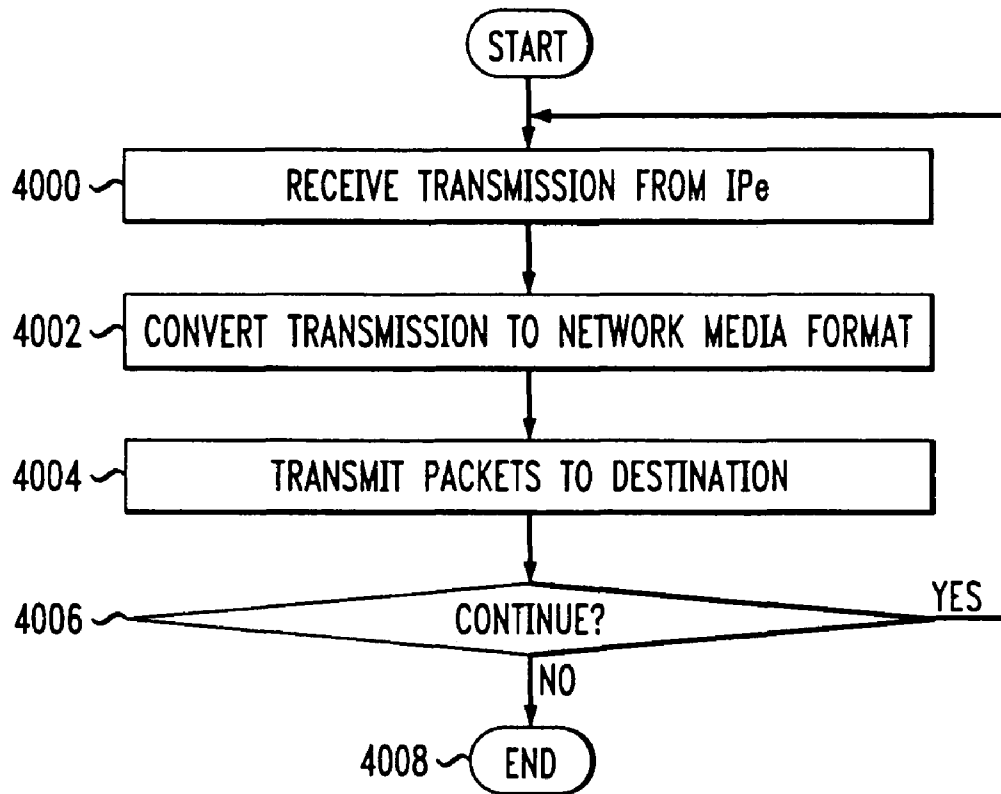 START
4000 RECEIVE TRANSMISSION FROM IPe
4002 CONVERT TRANSMISSION TO NETWORK MEDIA FORMAT
4004 TRANSMIT PACKETS TO DESTINATION
4006 CONTINUE? YES
NO
4008 END